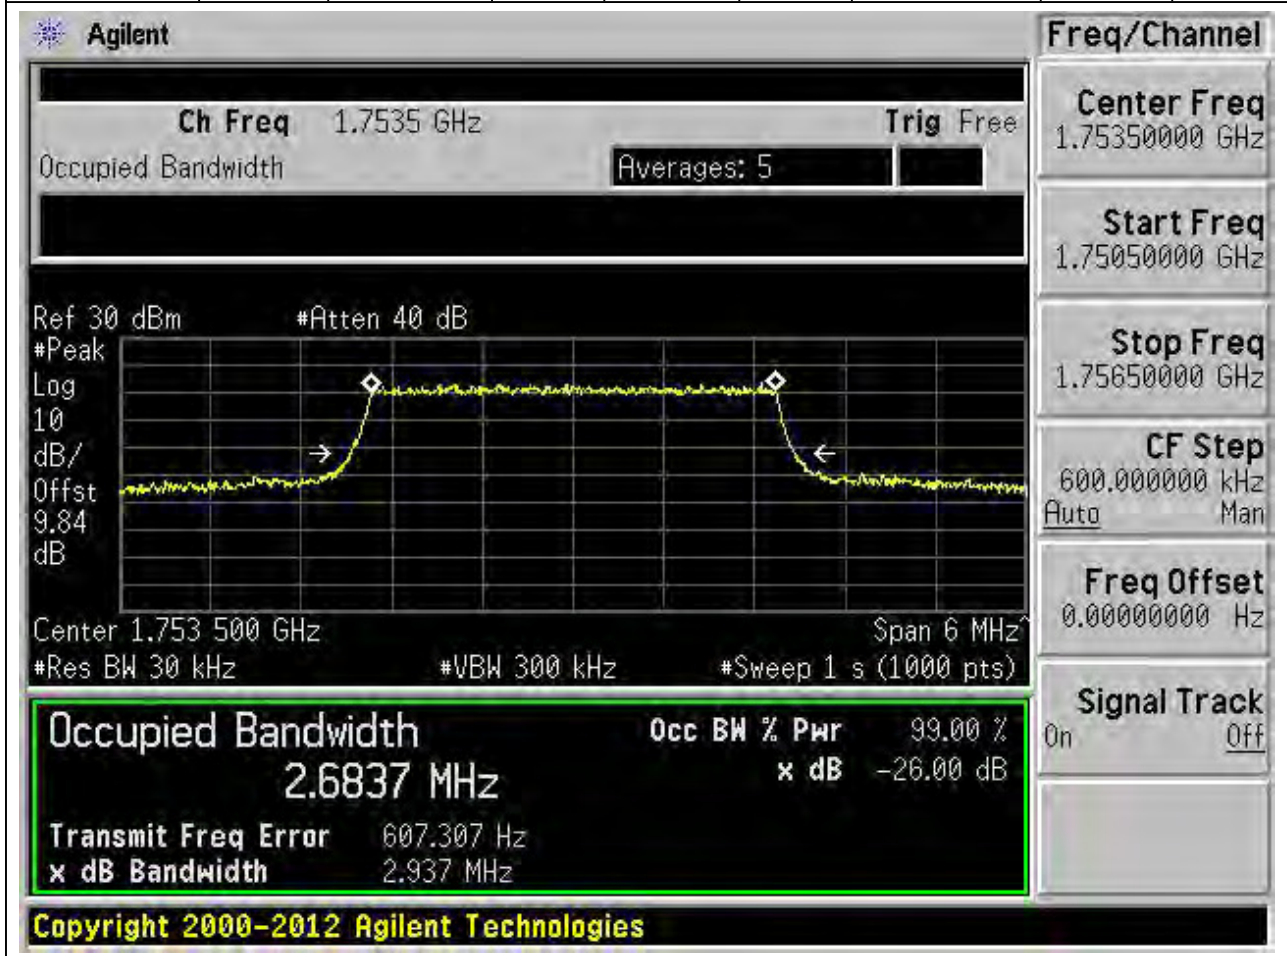 Agilent
Freq/Channel
Ch Freq 1.7535 GHz Trig Free
Occupied Bandwidth Averages: 5
Center Freq
1.75350000 GHz
Start Freq
1.75050000 GHz
Stop Freq
1.75650000 GHz
CF Step
600.000000 kHz
Auto Man
Freq Offset
0.00000000 Hz
Signal Track
On Off
Ref 30 dBm #Atten 40 dB
#Peak
Log
10
dB/
Offst
9.84
dB
Center 1.753 500 GHz Span 6 MHz^
#Res BW 30 kHz #VBW 300 kHz #Sweep 1 s (1000 pts)
Occupied Bandwidth
2.6837 MHz
Occ BW % Pwr 99.00 %
x dB -26.00 dB
Transmit Freq Error 607.307 Hz
x dB Bandwidth 2.937 MHz
Copyright 2000-2012 Agilent Technologies